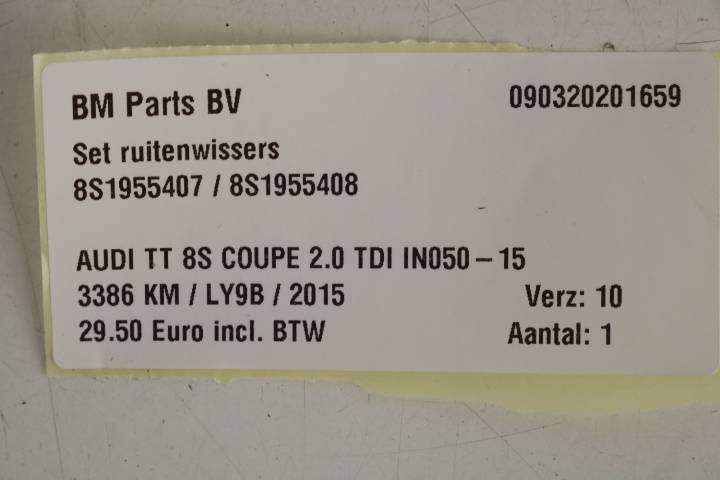 BM Parts BV 090320201659
Set ruitenwissers
8S1955407 / 8S1955408
AUDI TT 8S COUPE 2.0 TDI IN050 – 15
3386 KM / LY9B / 2015 Verz: 10
29.50 Euro incl. BTW Aantal: 1